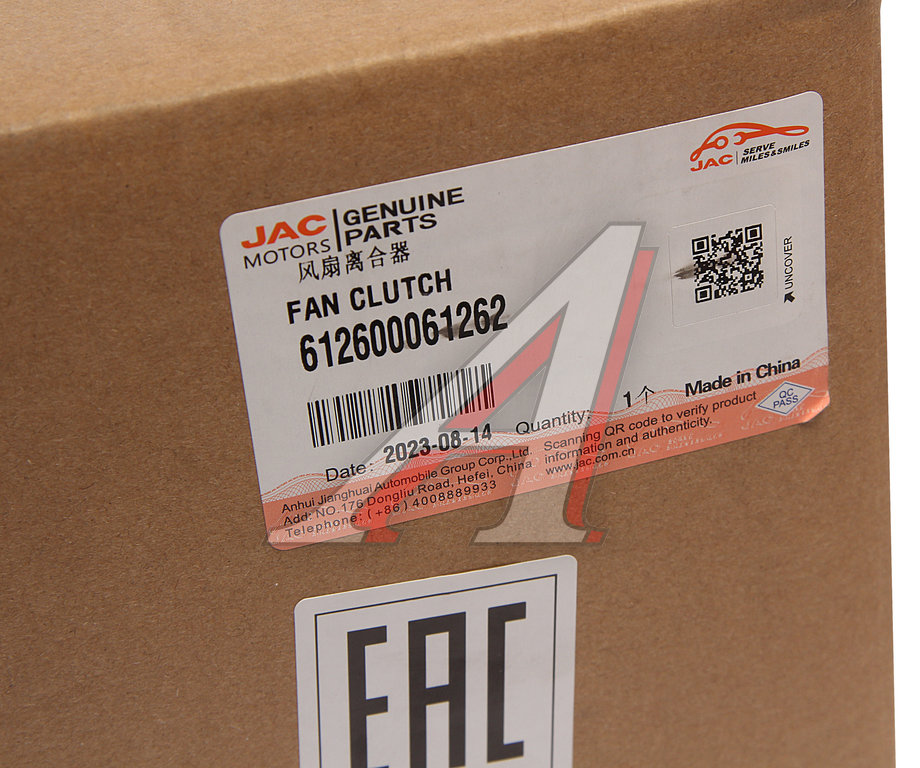 JAC MOTORS GENUINE PARTS
JAC SERVE MILES & SMILES
风扇离合器
FAN CLUTCH
612600061262
UNCOVER
Date: 2023-08-14 Quantity: 1个 Made in China
QC PASS
Anhui Jianghuai Automobile Group Corp., Ltd.
Add: NO.176 Dongliu Road, Hefei, China
Telephone: (+86) 4008889933
Scanning QR code to verify product
information and authenticity.
www.jac.com.cn
EAC